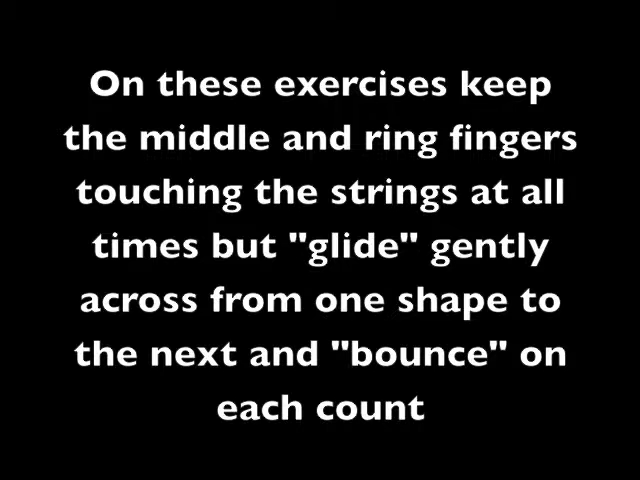 On these exercises keep
the middle and ring fingers
touching the strings at all
times but "glide" gently
across from one shape to
the next and "bounce" on
each count